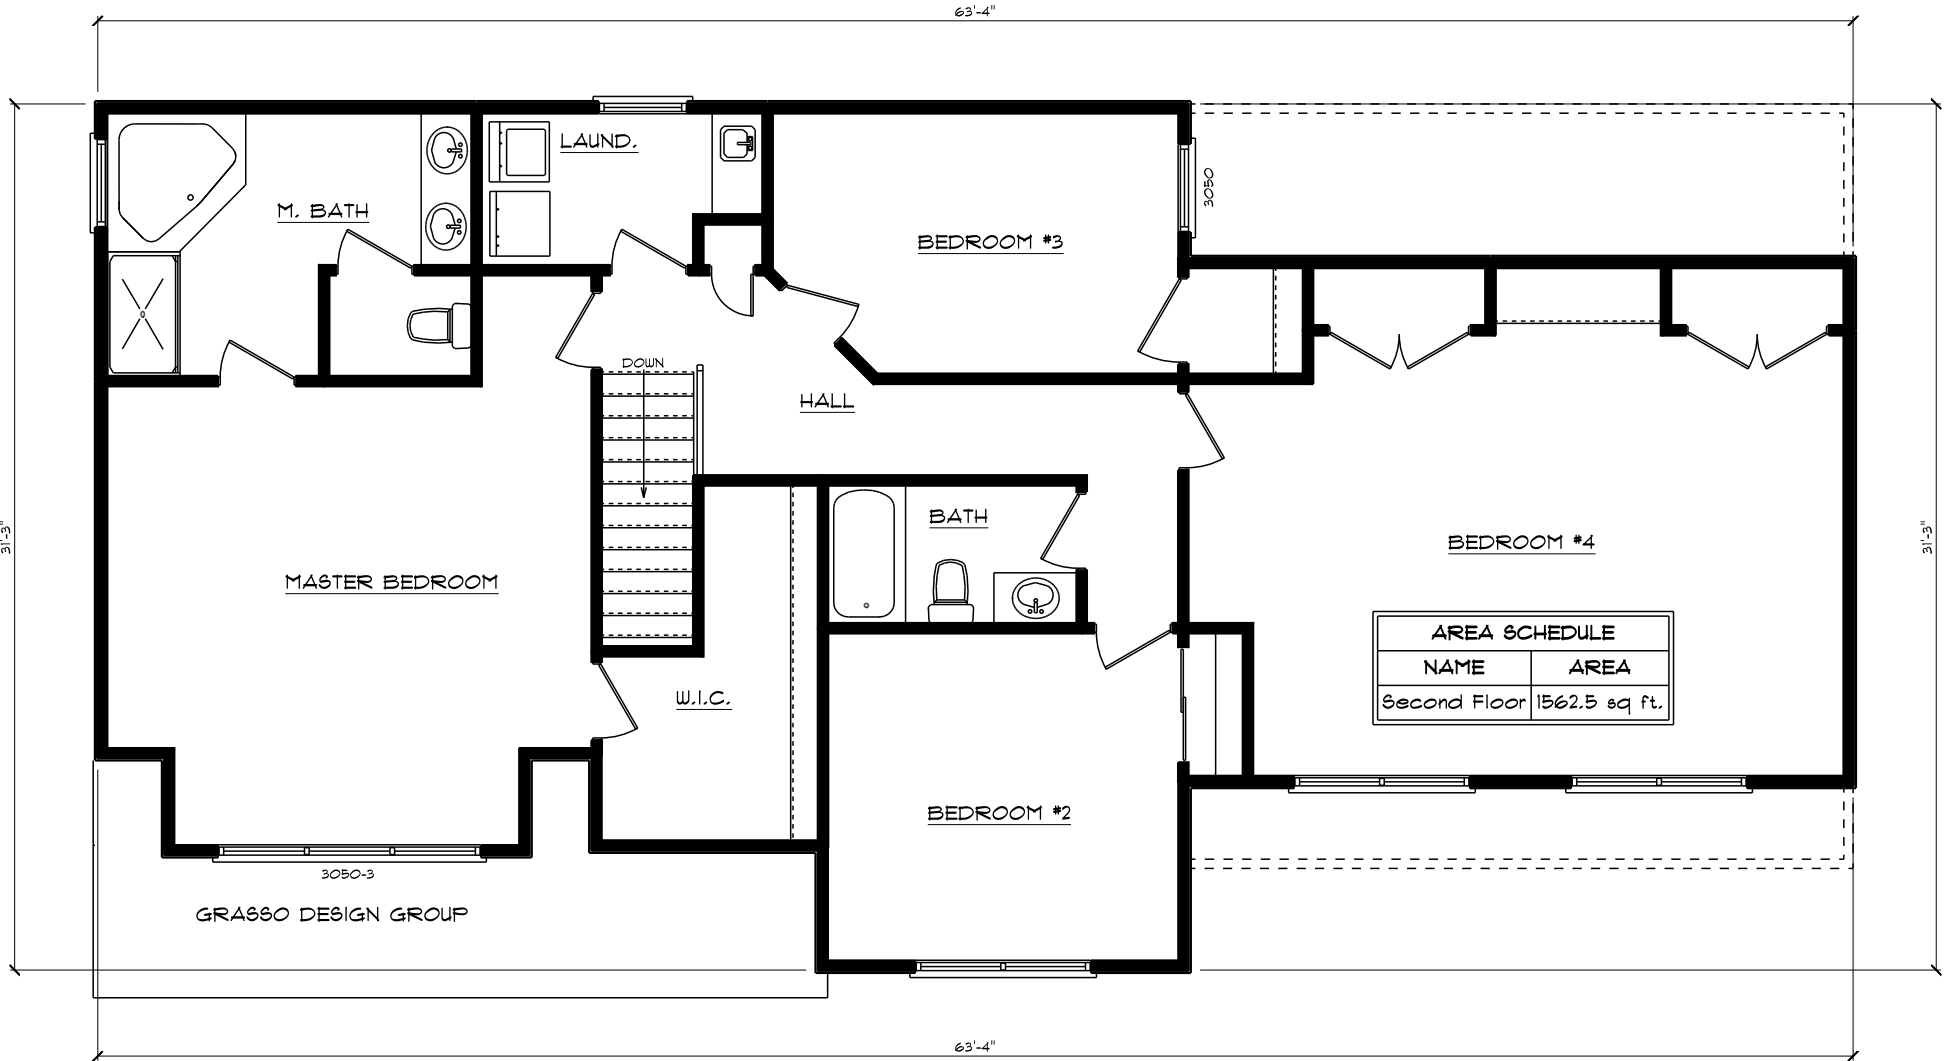 63'-4"
LAUND.
M. BATH
3050
BEDROOM #3
DOWN
HALL
31'-3"
BATH
31'-3"
BEDROOM #4
MASTER BEDROOM
AREA SCHEDULE
NAME AREA
Second Floor 1562.5 sq ft.
W.I.C.
BEDROOM #2
3050-3
GRASSO DESIGN GROUP
63'-4"